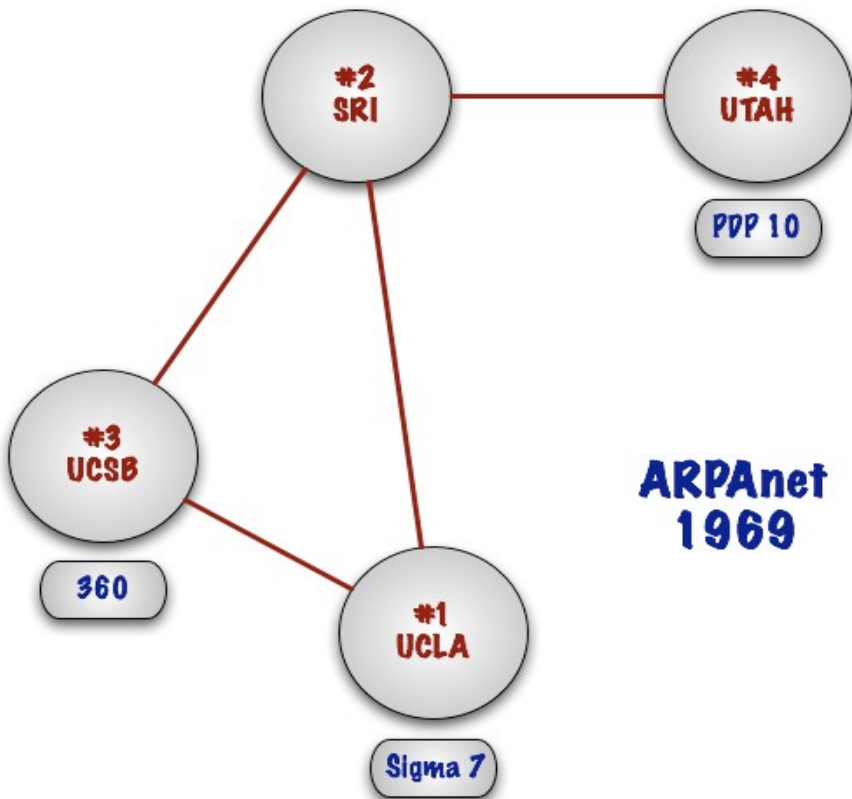 #2
SRI
#4
UTAH
PDP 10
#3
UCSB
360
ARPAnet
1969
#1
UCLA
Sigma 7